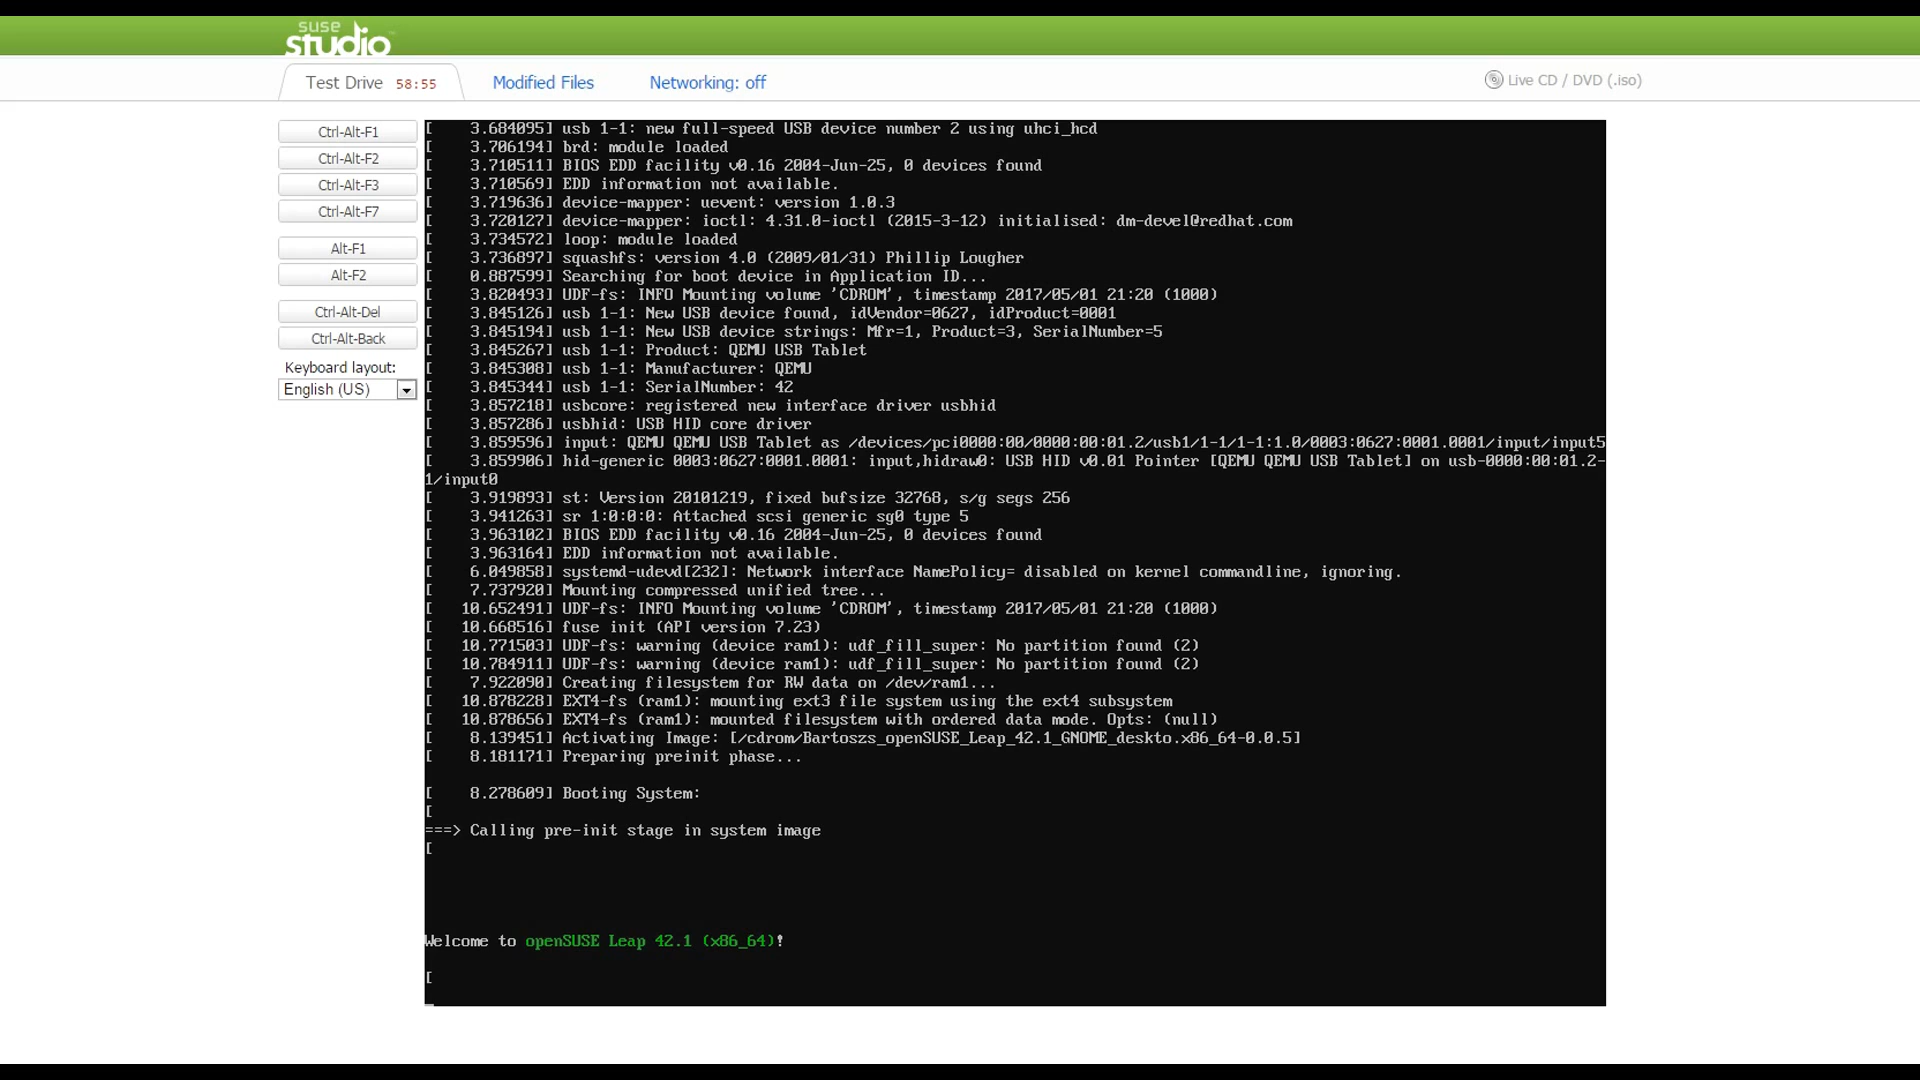 suse
studio
Test Drive 58:55
Modified Files
Networking: off
Live CD / DVD (.iso)
Ctrl-Alt-F1
Ctrl-Alt-F2
Ctrl-Alt-F3
Ctrl-Alt-F7
Alt-F1
Alt-F2
Ctrl-Alt-Del
Ctrl-Alt-Back
Keyboard layout:
English (US)
[    3.684095] usb 1-1: new full-speed USB device number 2 using uhci_hcd
[    3.706194] brd: module loaded
[    3.710511] BIOS EDD facility v0.16 2004-Jun-25, 0 devices found
[    3.710569] EDD information not available.
[    3.719636] device-mapper: uevent: version 1.0.3
[    3.720127] device-mapper: ioctl: 4.31.0-ioctl (2015-3-12) initialised: dm-devel@redhat.com
[    3.734572] loop: module loaded
[    3.736897] squashfs: version 4.0 (2009/01/31) Phillip Lougher
[    0.887599] Searching for boot device in Application ID...
[    3.820493] UDF-fs: INFO Mounting volume 'CDROM', timestamp 2017/05/01 21:20 (1000)
[    3.845126] usb 1-1: New USB device found, idVendor=0627, idProduct=0001
[    3.845194] usb 1-1: New USB device strings: Mfr=1, Product=3, SerialNumber=5
[    3.845267] usb 1-1: Product: QEMU USB Tablet
[    3.845308] usb 1-1: Manufacturer: QEMU
[    3.845344] usb 1-1: SerialNumber: 42
[    3.857218] usbcore: registered new interface driver usbhid
[    3.857286] usbhid: USB HID core driver
[    3.859596] input: QEMU QEMU USB Tablet as /devices/pci0000:00/0000:00:01.2/usb1/1-1/1-1:1.0/0003:0627:0001.0001/input/input5
[    3.859906] hid-generic 0003:0627:0001.0001: input,hidraw0: USB HID v0.01 Pointer [QEMU QEMU USB Tablet] on usb-0000:00:01.2-
1/input0
[    3.919893] st: Version 20101219, fixed bufsize 32768, s/g segs 256
[    3.941263] sr 1:0:0:0: Attached scsi generic sg0 type 5
[    3.963102] BIOS EDD facility v0.16 2004-Jun-25, 0 devices found
[    3.963164] EDD information not available.
[    6.049858] systemd-udevd[232]: Network interface NamePolicy= disabled on kernel commandline, ignoring.
[    7.737920] Mounting compressed unified tree...
[   10.652491] UDF-fs: INFO Mounting volume 'CDROM', timestamp 2017/05/01 21:20 (1000)
[   10.668516] fuse init (API version 7.23)
[   10.771503] UDF-fs: warning (device ram1): udf_fill_super: No partition found (2)
[   10.784911] UDF-fs: warning (device ram1): udf_fill_super: No partition found (2)
[    7.922090] Creating filesystem for RW data on /dev/ram1...
[   10.878228] EXT4-fs (ram1): mounting ext3 file system using the ext4 subsystem
[   10.878656] EXT4-fs (ram1): mounted filesystem with ordered data mode. Opts: (null)
[    8.139451] Activating Image: [/cdrom/Bartoszs_openSUSE_Leap_42.1_GNOME_deskto.x86_64-0.0.5]
[    8.181171] Preparing preinit phase...
[    8.278609] Booting System:
[
===> Calling pre-init stage in system image
[
Welcome to openSUSE Leap 42.1 (x86_64)!
[